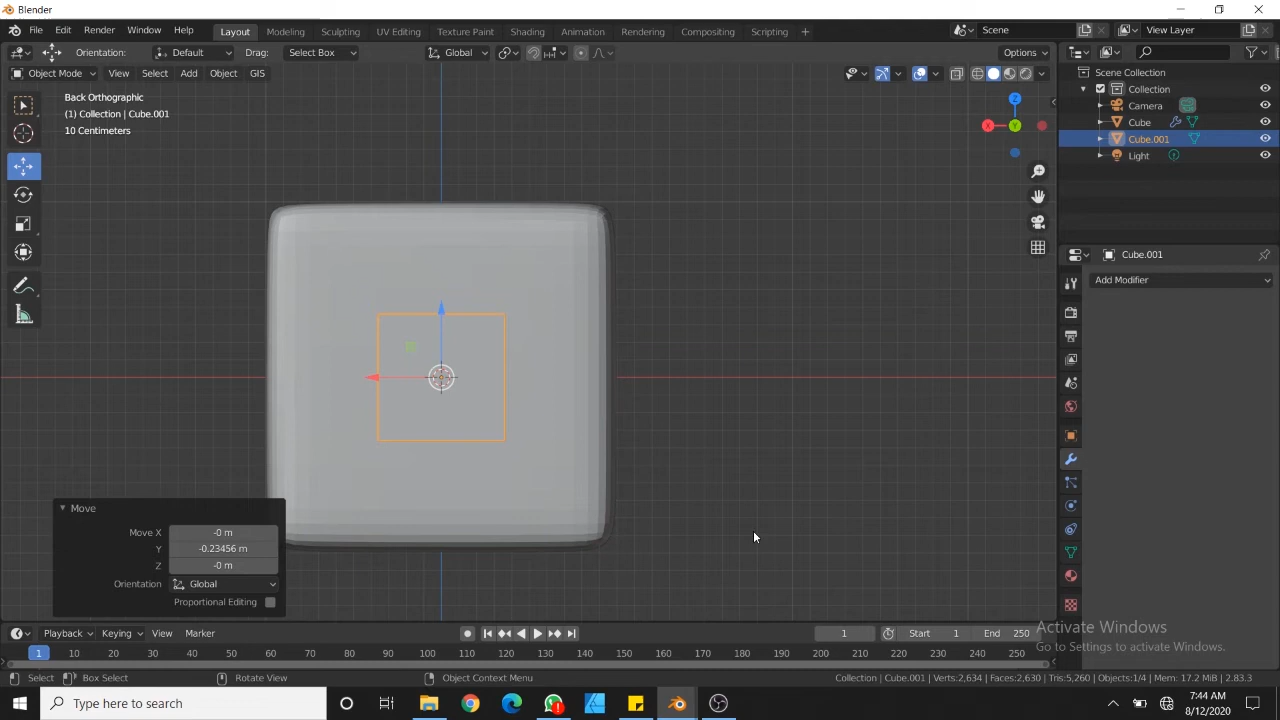 Blender
File Edit Render Window Help Layout Modeling Sculpting UV Editing Texture Paint Shading Animation Rendering Compositing Scripting + Scene View Layer
Orientation: Default Drag: Select Box Global Options
Object Mode View Select Add Object GIS Scene Collection
Collection
Back Orthographic
(1) Collection | Cube.001
10 Centimeters
Camera
Cube
Cube.001
Light
Z
X
Y
Cube.001
Add Modifier
Move
Move X -0 m
Y -0.23456 m
Z -0 m
Orientation Global
Proportional Editing
Playback Keying View Marker 1 Start 1 End 250
1 10 20 30 40 50 60 70 80 90 100 110 120 130 140 150 160 170 180 190 200 210 220 230 240 250
Activate Windows
Go to Settings to activate Windows.
Select Box Select Rotate View Object Context Menu Collection | Cube.001 | Verts:2,634 | Faces:2,630 | Tris:5,260 | Objects:1/4 | Mem: 17.2 MiB | 2.83.3
Type here to search
7:44 AM
8/12/2020